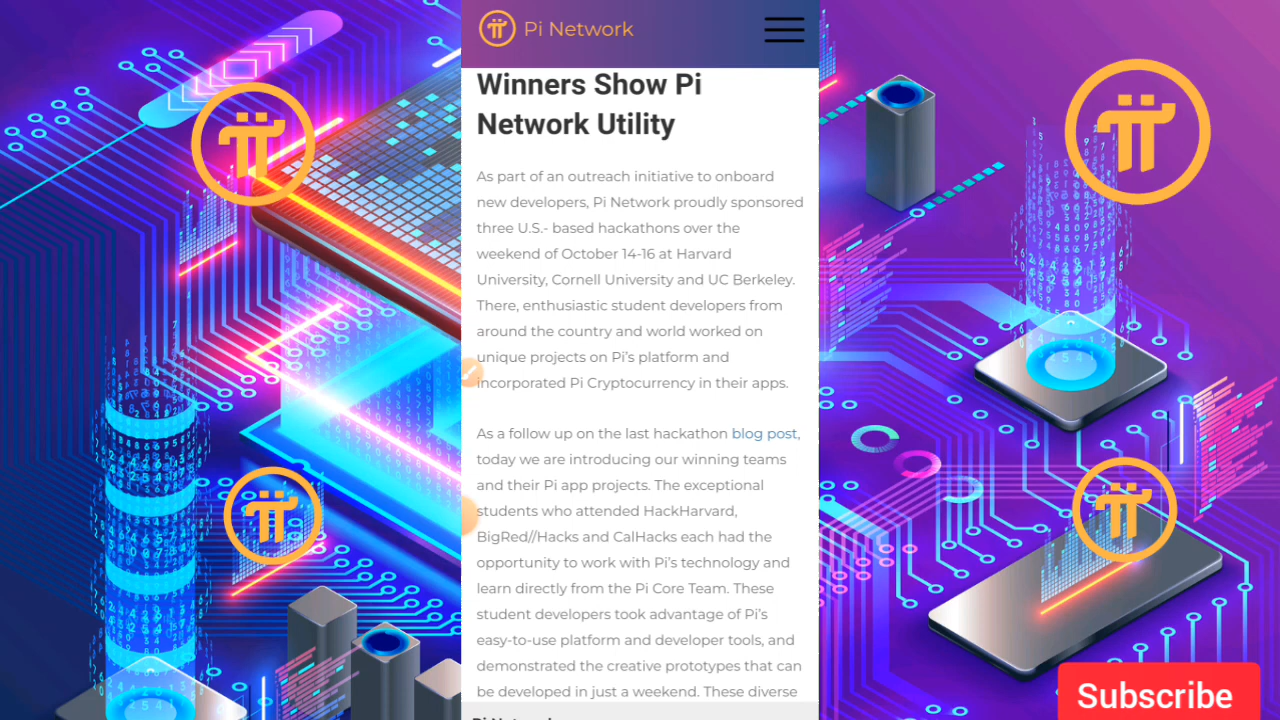 Pi Network
Winners Show Pi
Network Utility
As part of an outreach initiative to onboard
new developers, Pi Network proudly sponsored
three U.S.- based hackathons over the
weekend of October 14-16 at Harvard
University, Cornell University and UC Berkeley.
There, enthusiastic student developers from
around the country and world worked on
unique projects on Pi's platform and
incorporated Pi Cryptocurrency in their apps.
As a follow up on the last hackathon blog post,
today we are introducing our winning teams
and their Pi app projects. The exceptional
students who attended HackHarvard,
BigRed//Hacks and CalHacks each had the
opportunity to work with Pi's technology and
learn directly from the Pi Core Team. These
student developers took advantage of Pi's
easy-to-use platform and developer tools, and
demonstrated the creative prototypes that can
be developed in just a weekend. These diverse
Subscribe